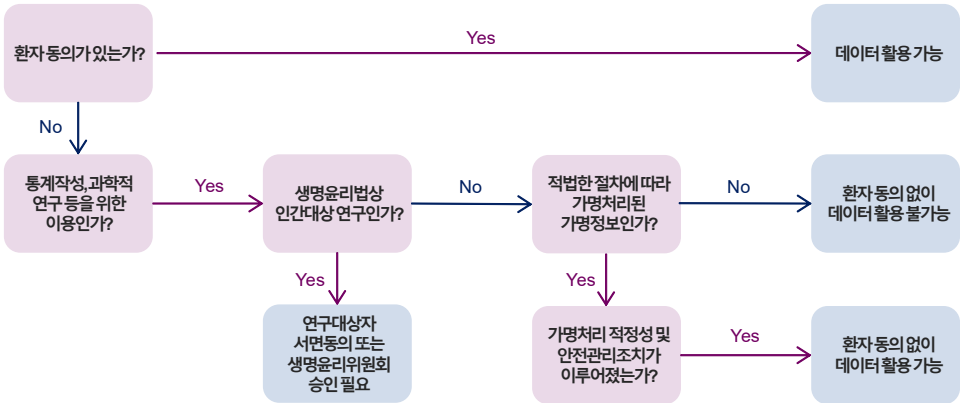 환자 동의가 있는가?
Yes
데이터 활용 가능
No
통계작성, 과학적
연구 등을 위한
이용인가?
Yes
생명윤리법상
인간대상 연구인가?
No
적법한 절차에 따라
가명처리된
가명정보인가?
No
환자 동의 없이
데이터 활용 불가능
Yes
연구대상자
서면동의 또는
생명윤리위원회
승인 필요
Yes
가명처리 적정성 및
안전관리조치가
이루어졌는가?
Yes
환자 동의 없이
데이터 활용 가능